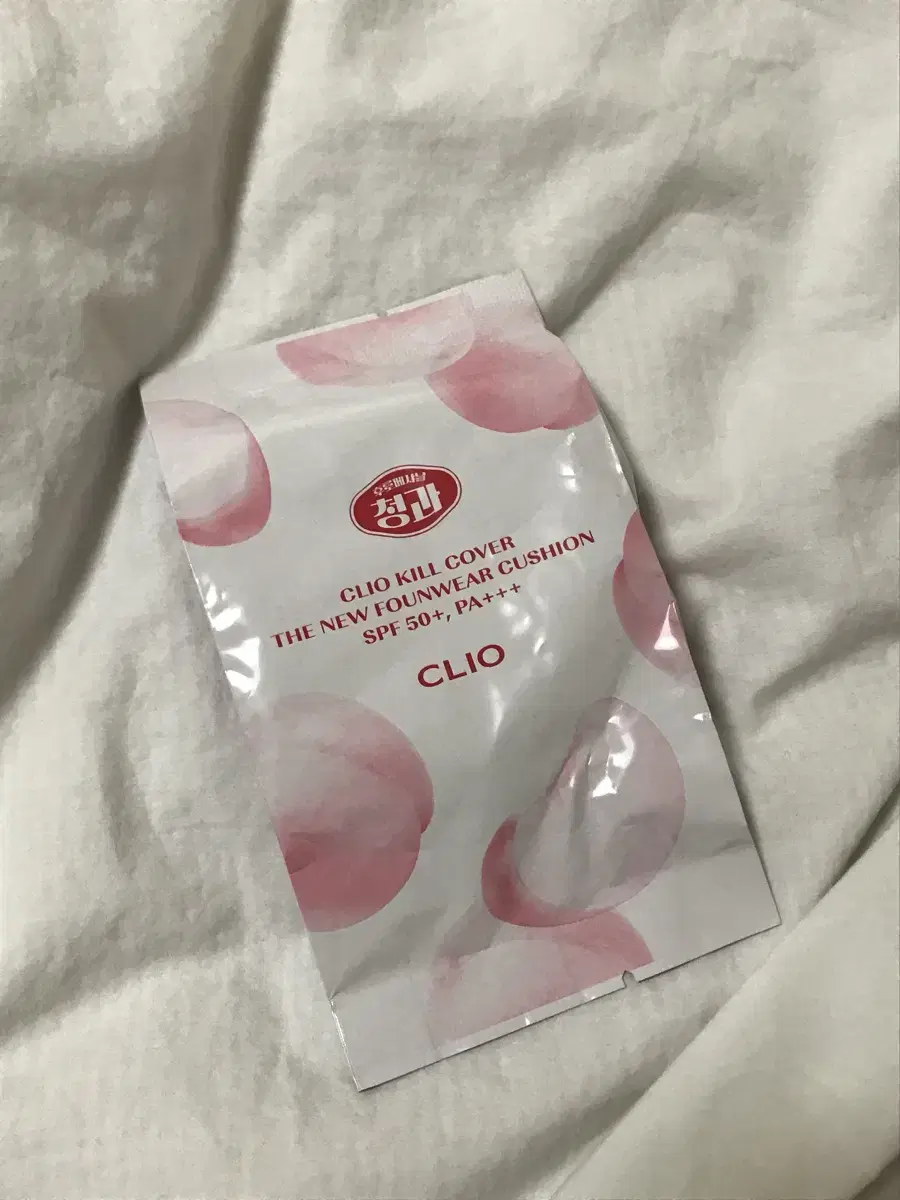 청과
CLIO KILL COVER
THE NEW FOUNWEAR CUSHION
SPF 50+, PA+++
CLIO